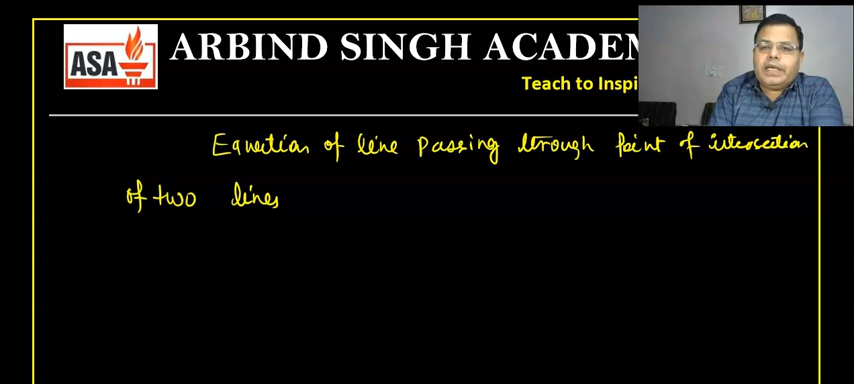 ASA
ARBIND SINGH ACADEM
Teach to Inspi
Equation of line passing through point of intersection
of two lines